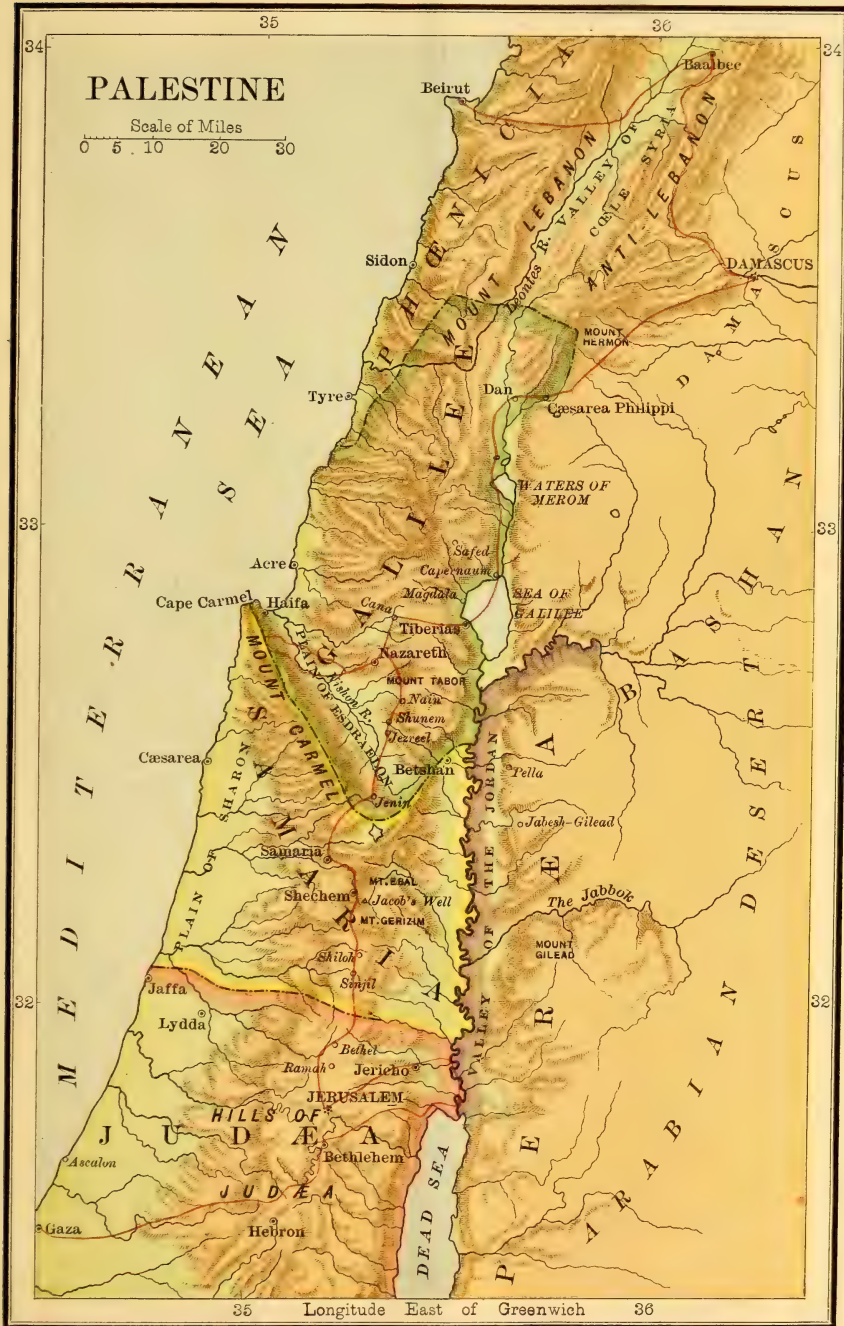 35 36
34 34
PALESTINE
Scale of Miles
0 5 10 20 30
Baalbec
Beirut
PHŒNICIA
MOUNT LEBANON
Leontes R.
VALLEY OF CŒLE SYRIA
ANTI-LEBANON
Sidon
DAMASCUS
DAMASCUS
MEDITERRANEAN SEA
MOUNT HERMON
Tyre
Dan
Cæsarea Philippi
GALILEE
WATERS OF MEROM
33 33
Safed
Acre
Capernaum
Magdala
SEA OF GALILEE
Cape Carmel
Haifa
Cana
Tiberias
Nazareth
MOUNT TABOR
PLAIN OF ESDRAELON
Kishon R.
BASHAN
Nain
Shunem
Jezreel
MOUNT CARMEL
Cæsarea
Betshan
Pella
PLAIN OF SHARON
Jenin
Jabesh-Gilead
SAMARIA
Samaria
MT. EBAL
Shechem
Jacob's Well
MT. GERIZIM
The Jabbok
MOUNT GILEAD
VALLEY OF THE JORDAN
Shiloh
Sinjil
PERÆA
ARABIAN DESERT
32 32
Jaffa
Lydda
Bethel
Ramah
Jericho
JERUSALEM
HILLS OF JUDÆA
JUDÆA
Bethlehem
Ascalon
Gaza
Hebron
DEAD SEA
35 Longitude East of Greenwich 36